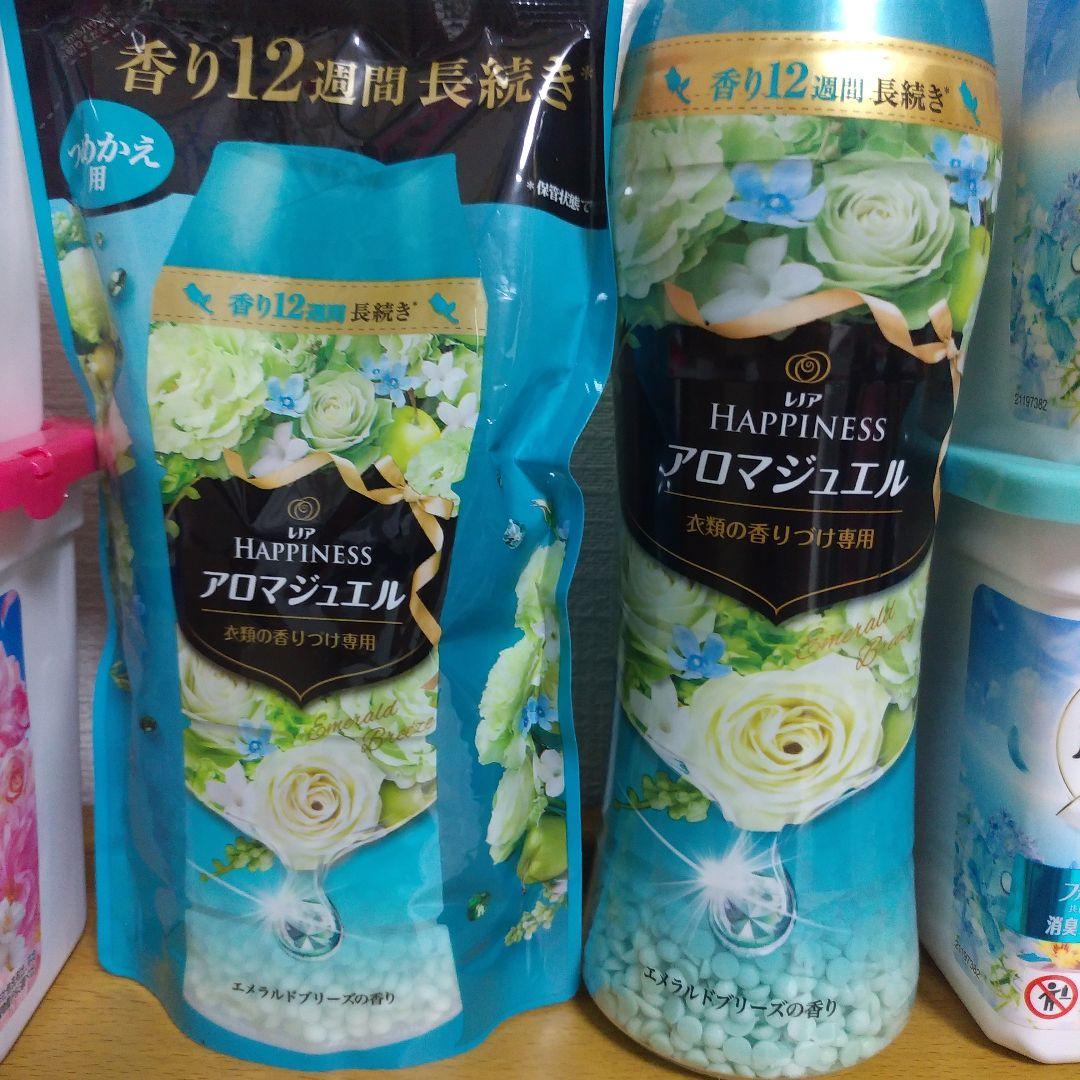 香り12週間 長続き*
つめかえ
用
*保管状態で
香り12週間 長続き*
レノア
HAPPINESS
アロマジュエル
衣類の香りづけ専用
Emerald
Breeze
エメラルドブリーズの香り
香り12週間 長続き*
レノア
HAPPINESS
アロマジュエル
衣類の香りづけ専用
Emerald
Breeze
エメラルドブリーズの香り
21197382
消臭
21197382